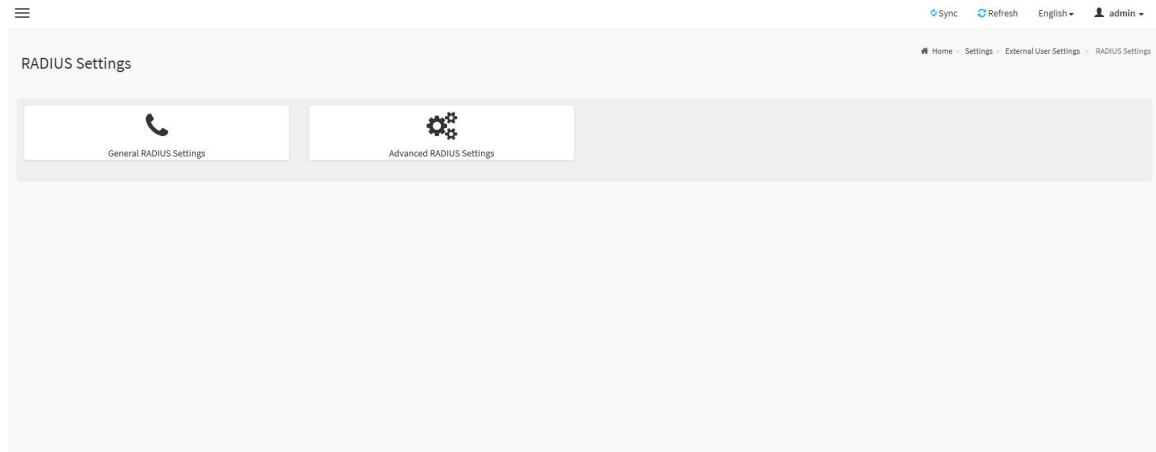 Sync Refresh English admin
RADIUS Settings
Home > Settings > External User Settings > RADIUS Settings
General RADIUS Settings
Advanced RADIUS Settings